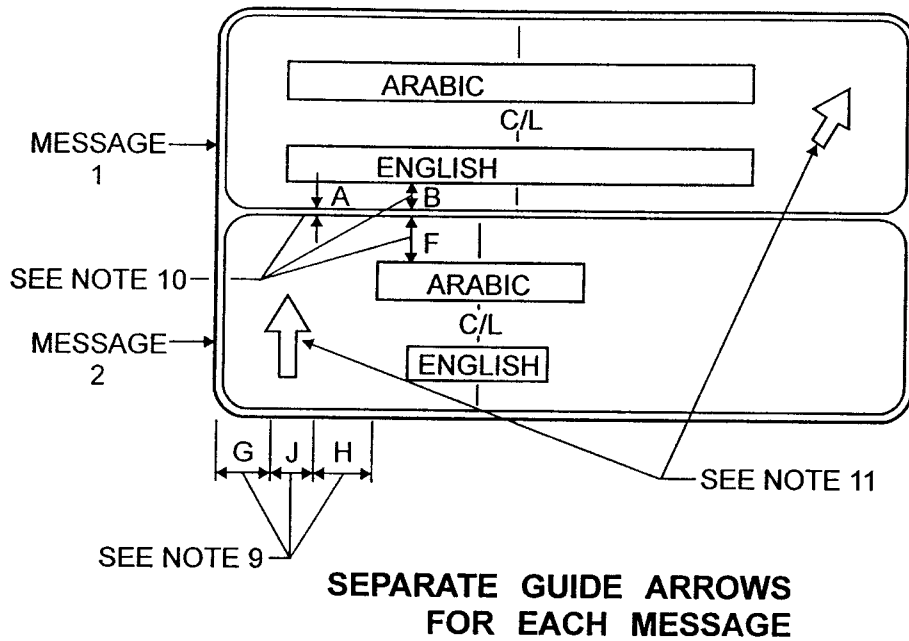 ARABIC
C/L
MESSAGE
1
ENGLISH
A
B
F
SEE NOTE 10
ARABIC
C/L
MESSAGE
2
ENGLISH
G J H
SEE NOTE 11
SEE NOTE 9
SEPARATE GUIDE ARROWS
FOR EACH MESSAGE